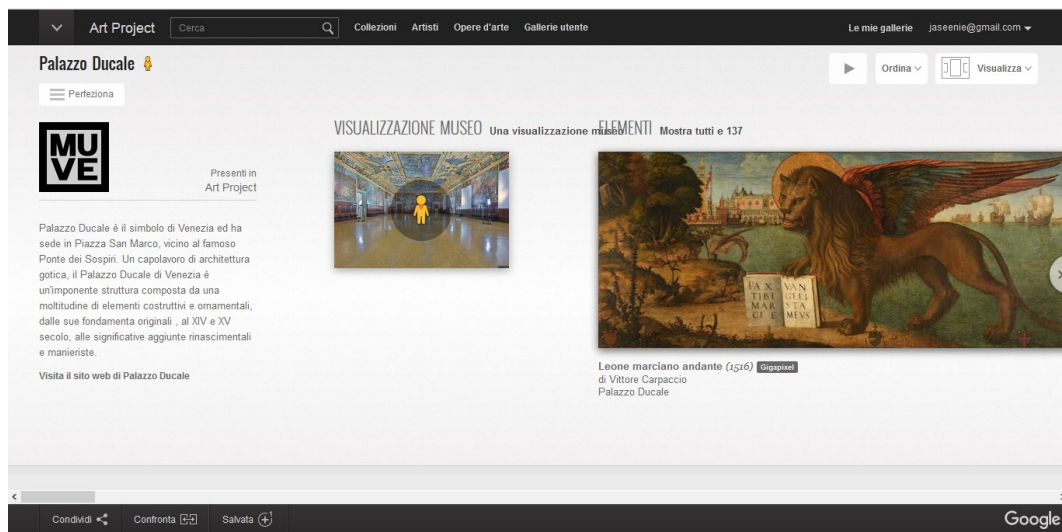 Art Project
Cerca
Collezioni Artisti Opere d'arte Gallerie utente
Le mie gallerie jaseenie@gmail.com
Palazzo Ducale
Ordina
Visualizza
Perfeziona
MU
VE
Presenti in
Art Project
Palazzo Ducale è il simbolo di Venezia ed ha
sede in Piazza San Marco, vicino al famoso
Ponte dei Sospiri. Un capolavoro di architettura
gotica, il Palazzo Ducale di Venezia è
un'imponente struttura composta da una
moltitudine di elementi costruttivi e ornamentali,
dalle sue fondamenta originali , al XIV e XV
secolo, alle significative aggiunte rinascimentali
e manieriste.
Visita il sito web di Palazzo Ducale
VISUALIZZAZIONE MUSEO Una visualizzazione museo
ELEMENTI Mostra tutti e 137
PAX
TIBI
MAR
CE E
VAN
GELI
STA
MEVS
Leone marciano andante (1516) Gigapixel
di Vittore Carpaccio
Palazzo Ducale
Condividi Confronta Salvata
Google